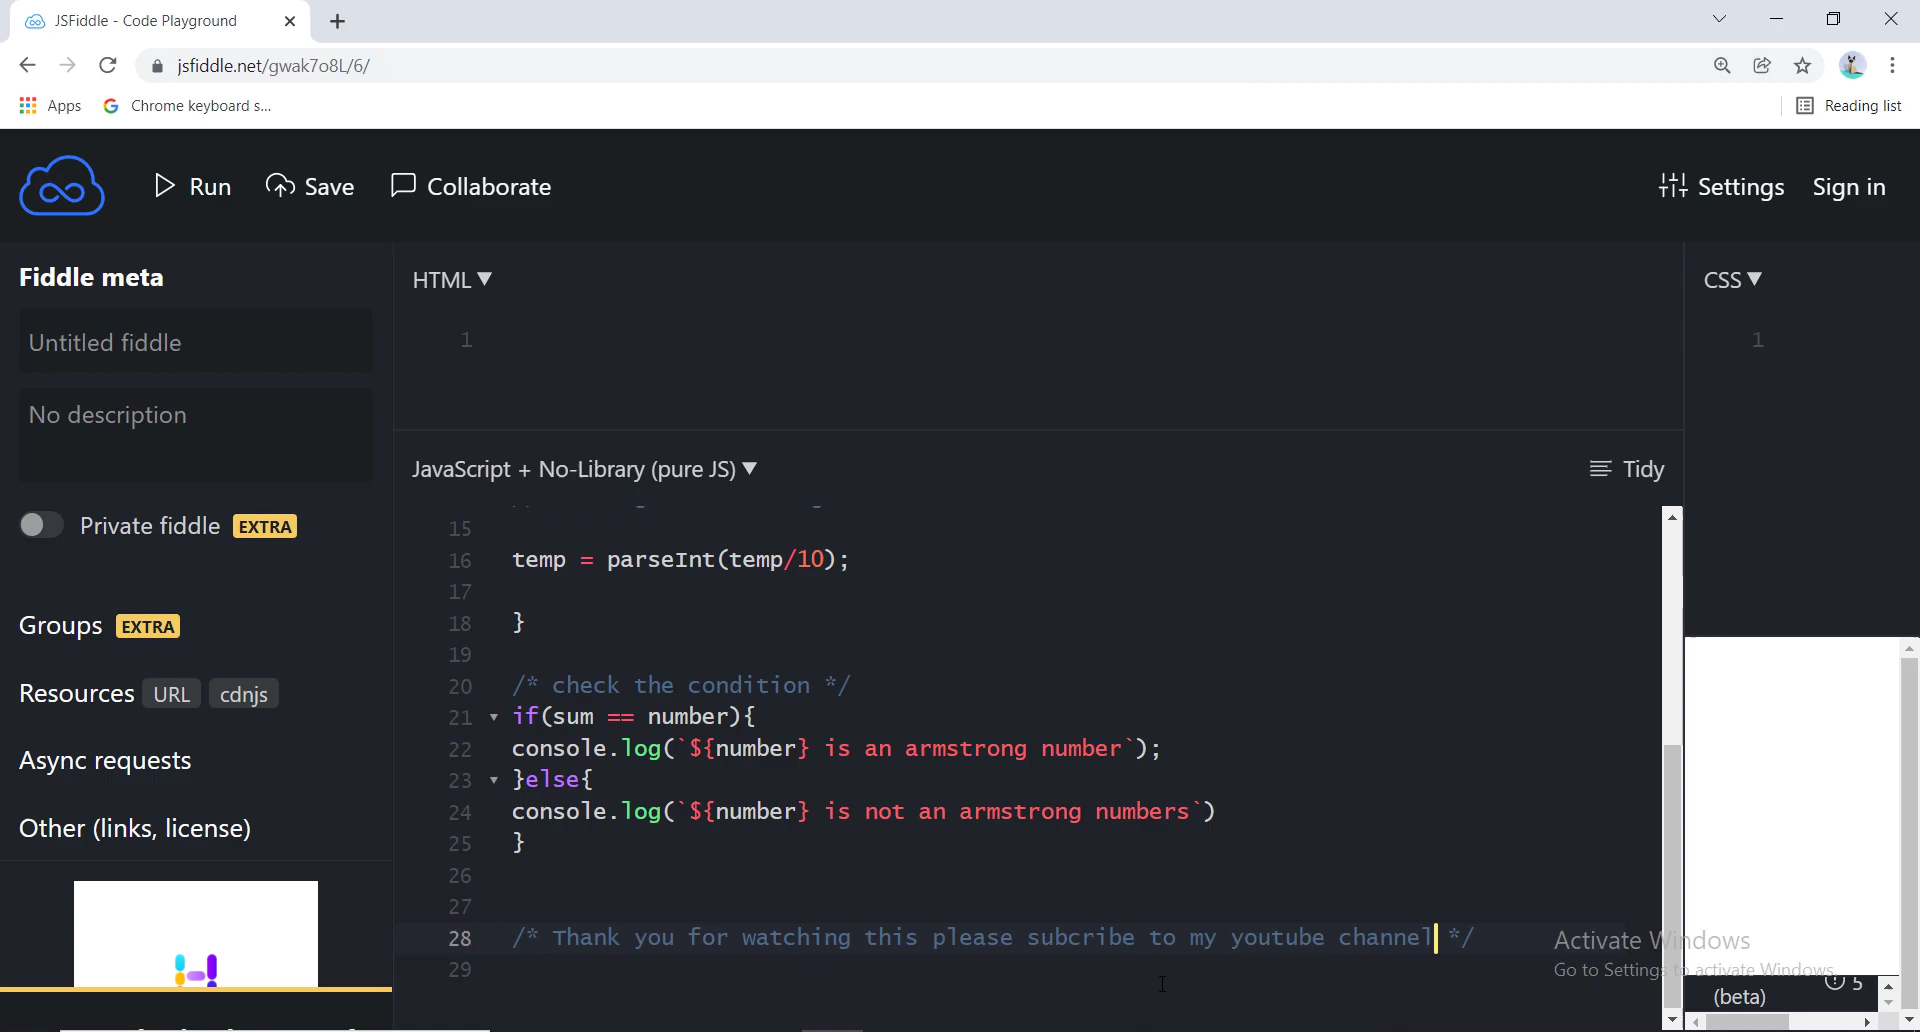 JSFiddle - Code Playground
jsfiddle.net/gwak7o8L/6/
Apps
Chrome keyboard s...
Reading list
Run
Save
Collaborate
Settings
Sign in
Fiddle meta
Untitled fiddle
No description
Private fiddle EXTRA
Groups EXTRA
Resources URL cdnjs
Async requests
Other (links, license)
HTML
1
CSS
1
JavaScript + No-Library (pure JS)
Tidy
15
16 temp = parseInt(temp/10);
17
18 }
19
20 /* check the condition */
21 if(sum == number){
22 console.log(`${number} is an armstrong number`);
23 }else{
24 console.log(`${number} is not an armstrong numbers`)
25 }
26
27
28 /* Thank you for watching this please subcribe to my youtube channel */
29
Activate Windows
Go to Settings to activate Windows.
(beta)
5